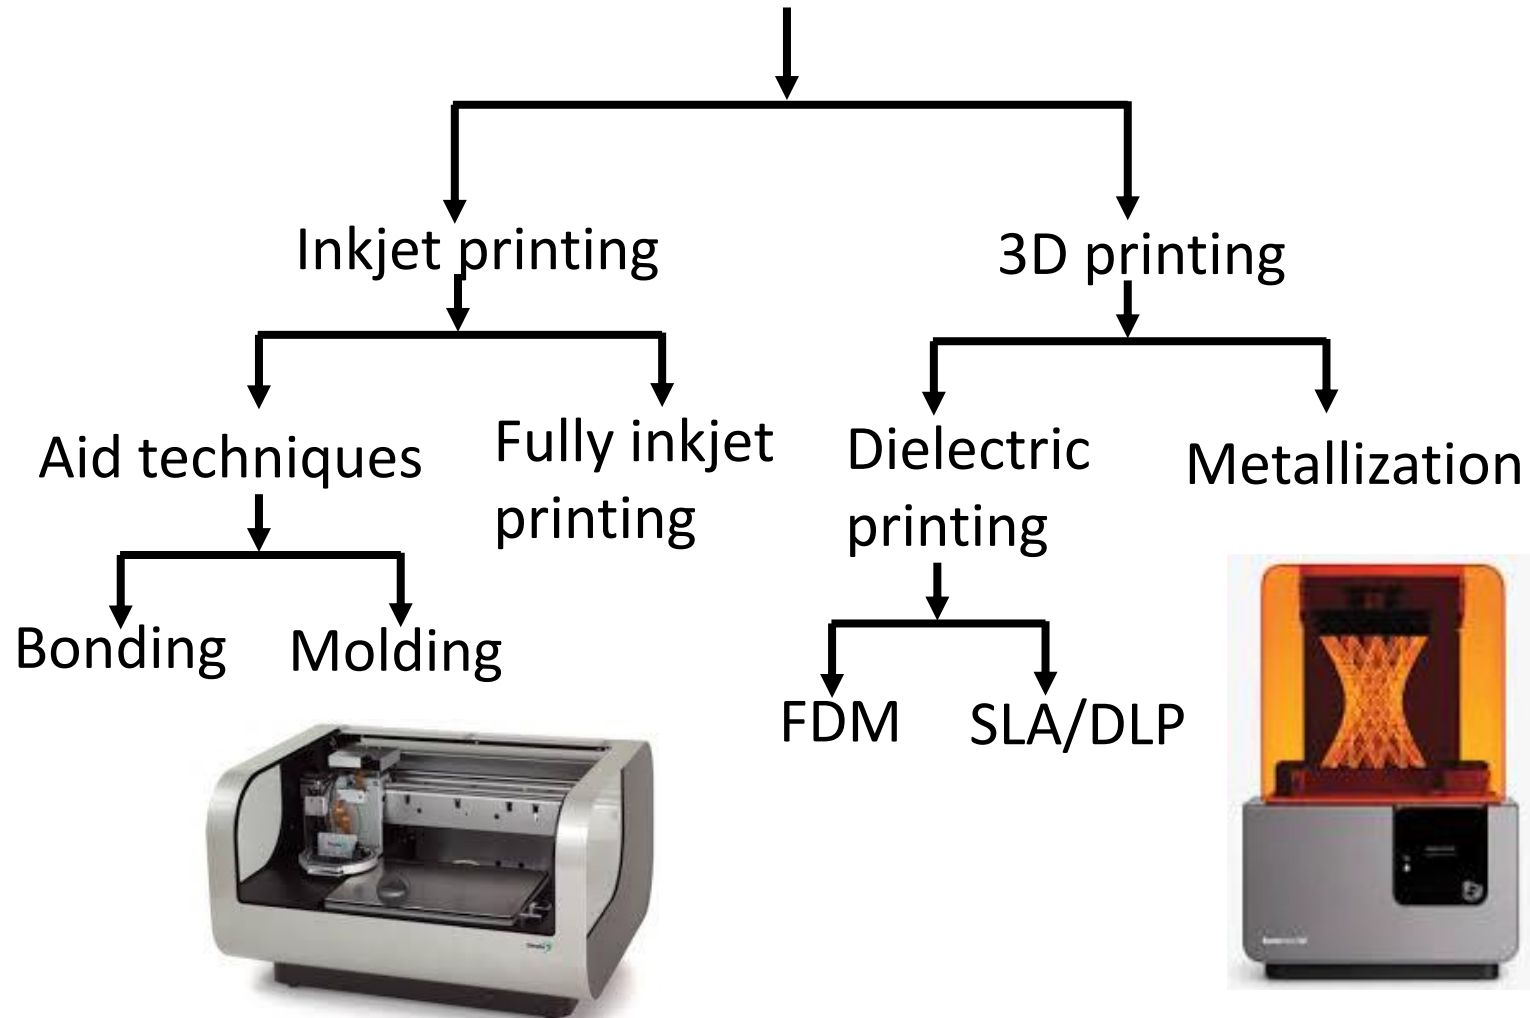 Inkjet printing
3D printing
Aid techniques
Fully inkjet
printing
Dielectric
printing
Metallization
Bonding
Molding
FDM
SLA/DLP